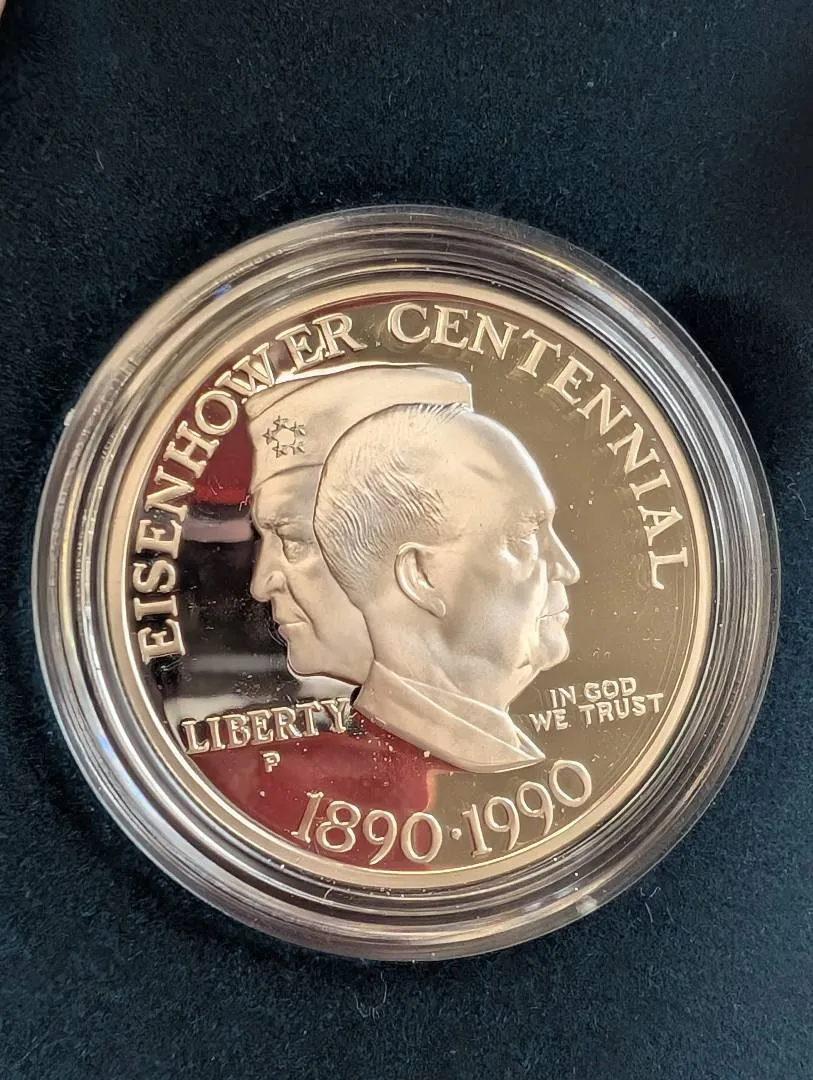 EISENHOWER CENTENNIAL
IN GOD
WE TRUST
LIBERTY
P
1890·1990